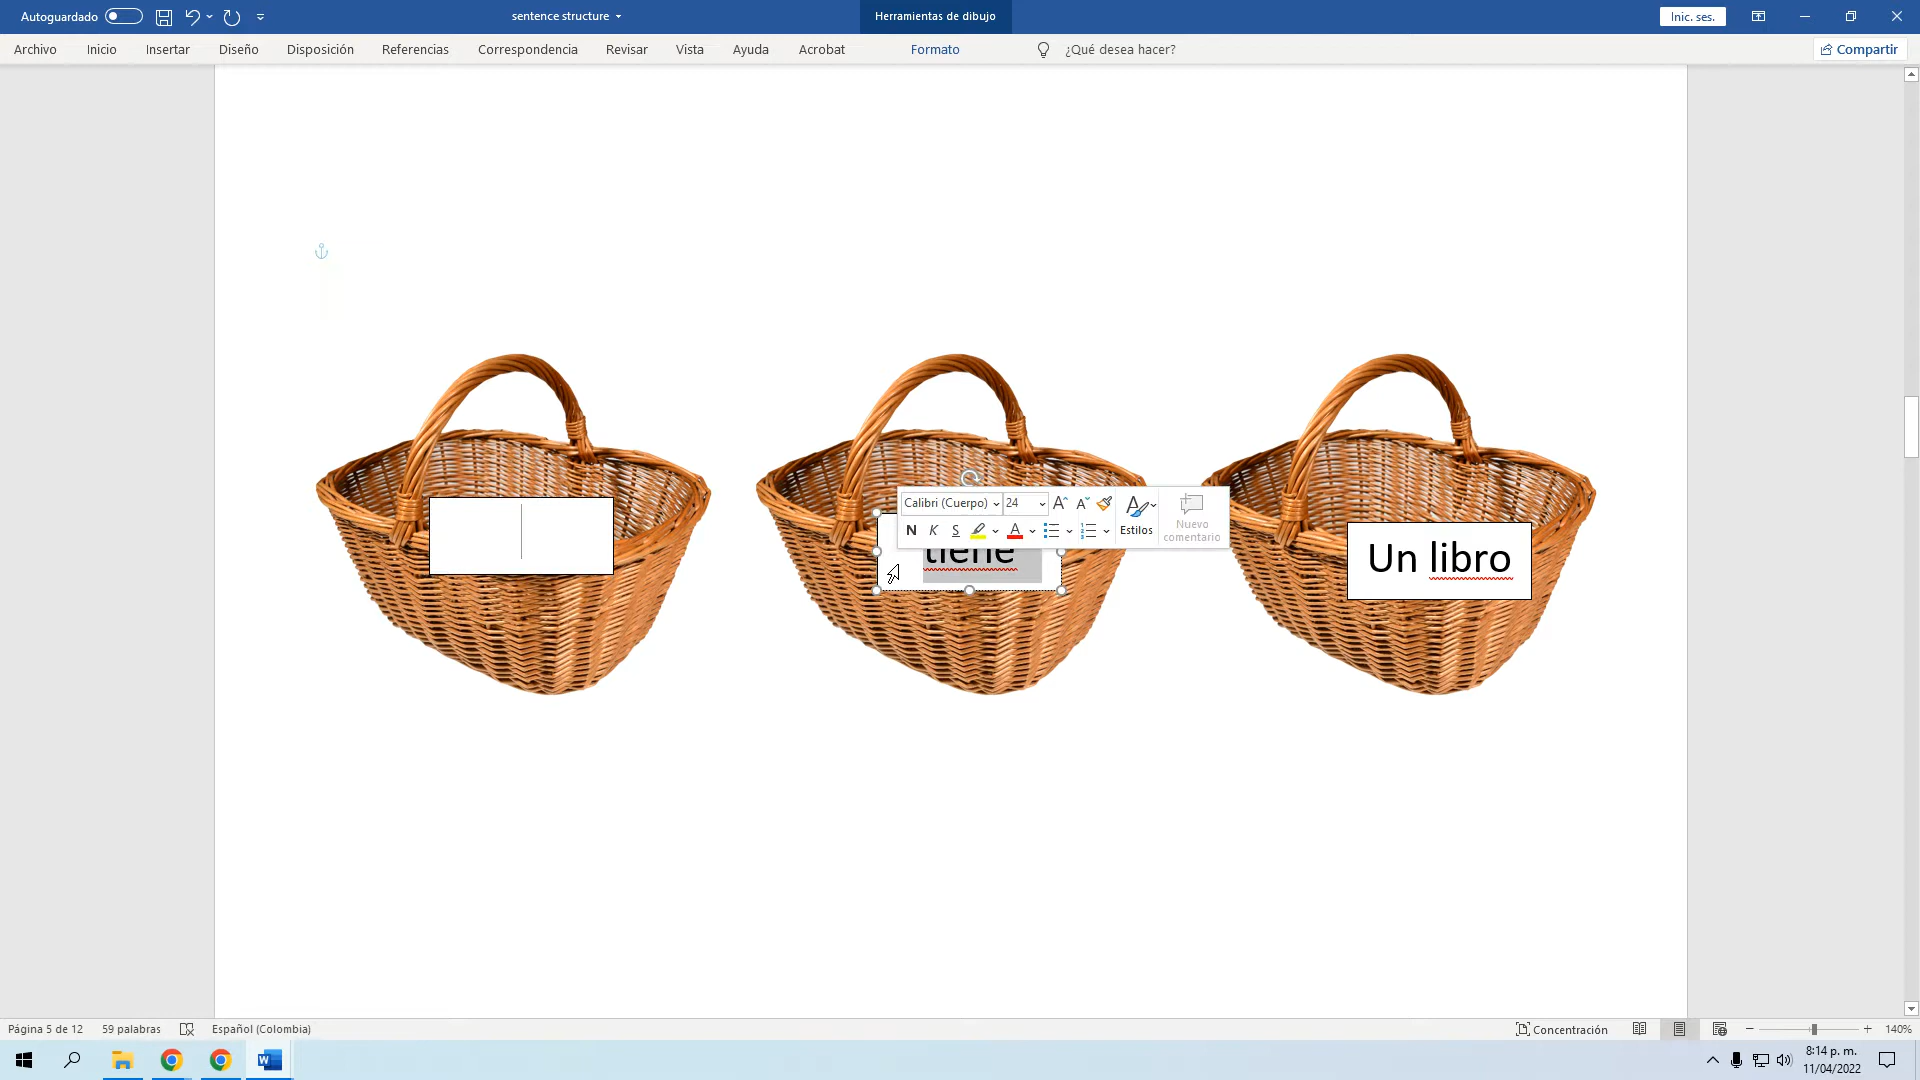 Autoguardado
sentence structure
Herramientas de dibujo
Inic. ses.
Archivo Inicio Insertar Diseño Disposición Referencias Correspondencia Revisar Vista Ayuda Acrobat Formato ¿Qué desea hacer? Compartir
Calibri (Cuerpo) 24
N K S A Estilos
Nuevo
comentario
tiene
Un libro
Página 5 de 12 59 palabras Español (Colombia) Concentración 140%
8:14 p. m.
11/04/2022